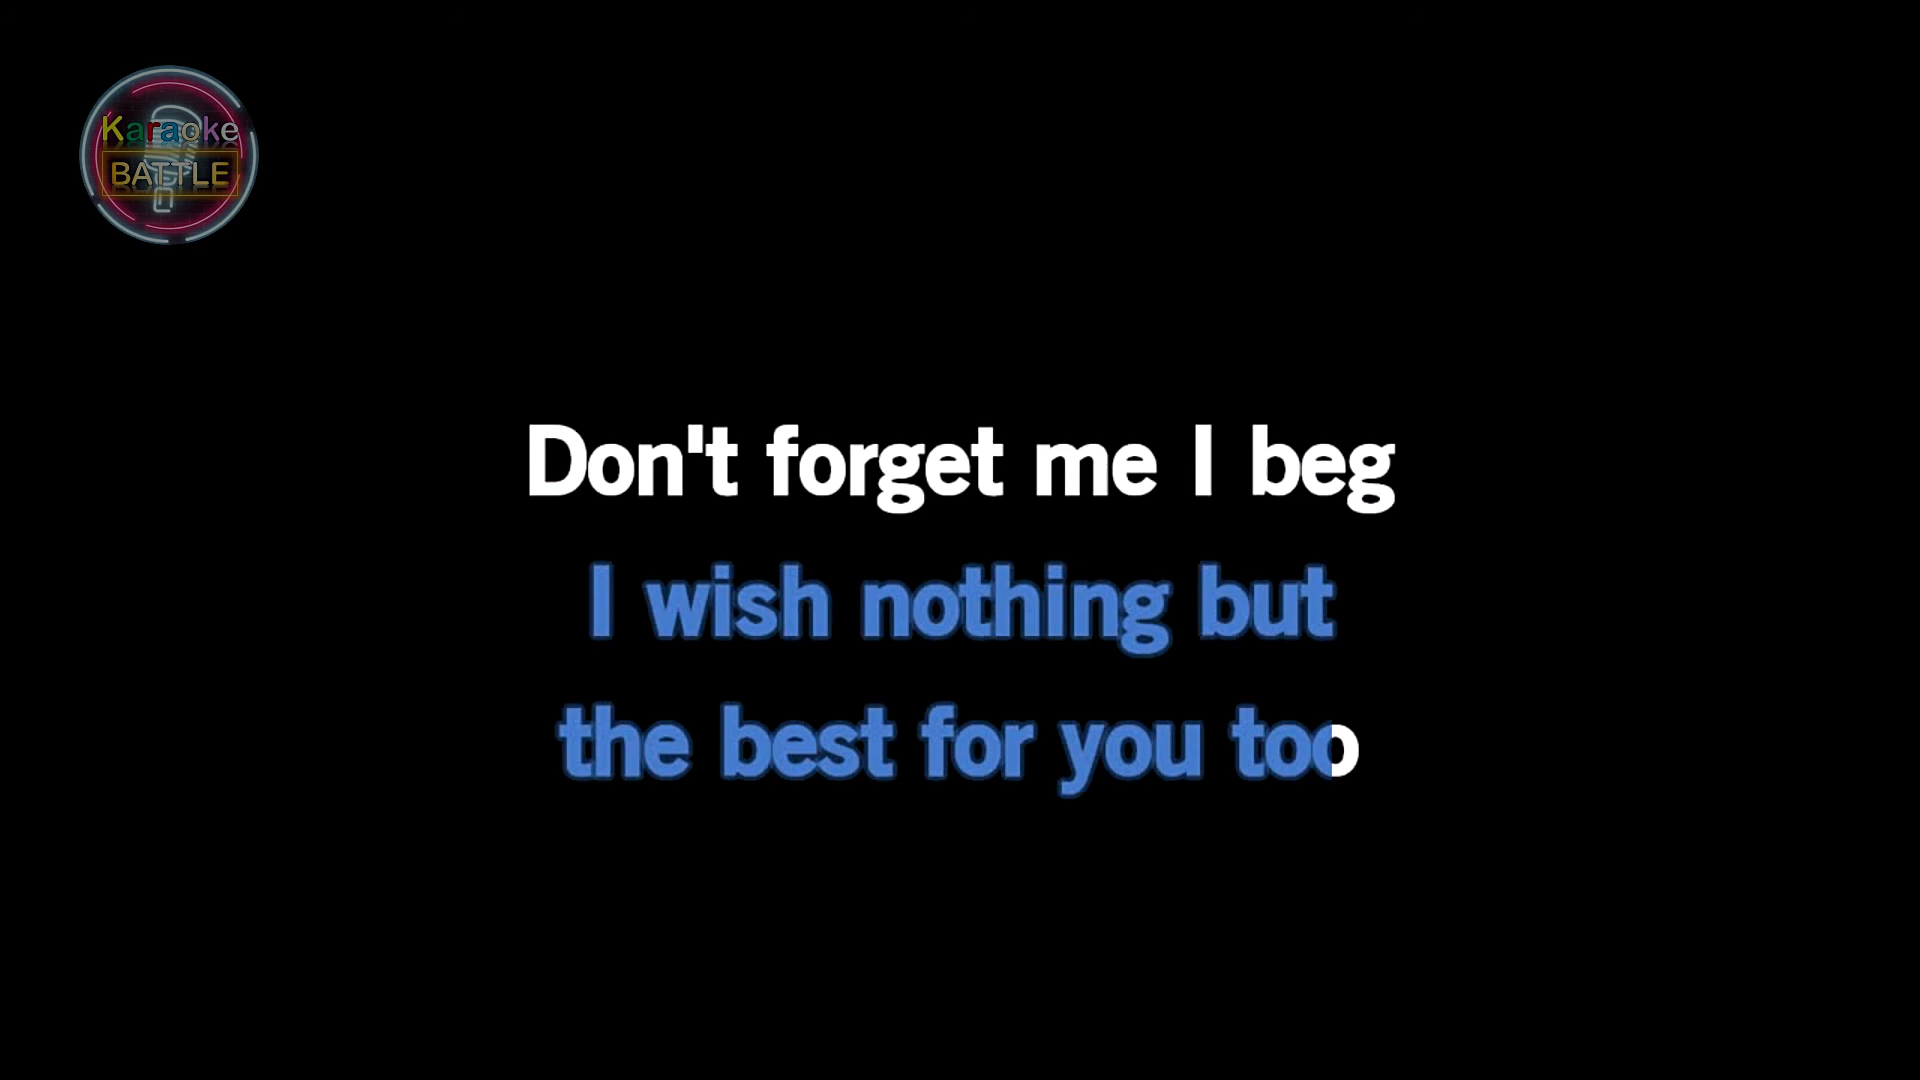 Karaoke
BATTLE
Don't forget me I beg
I wish nothing but
the best for you too